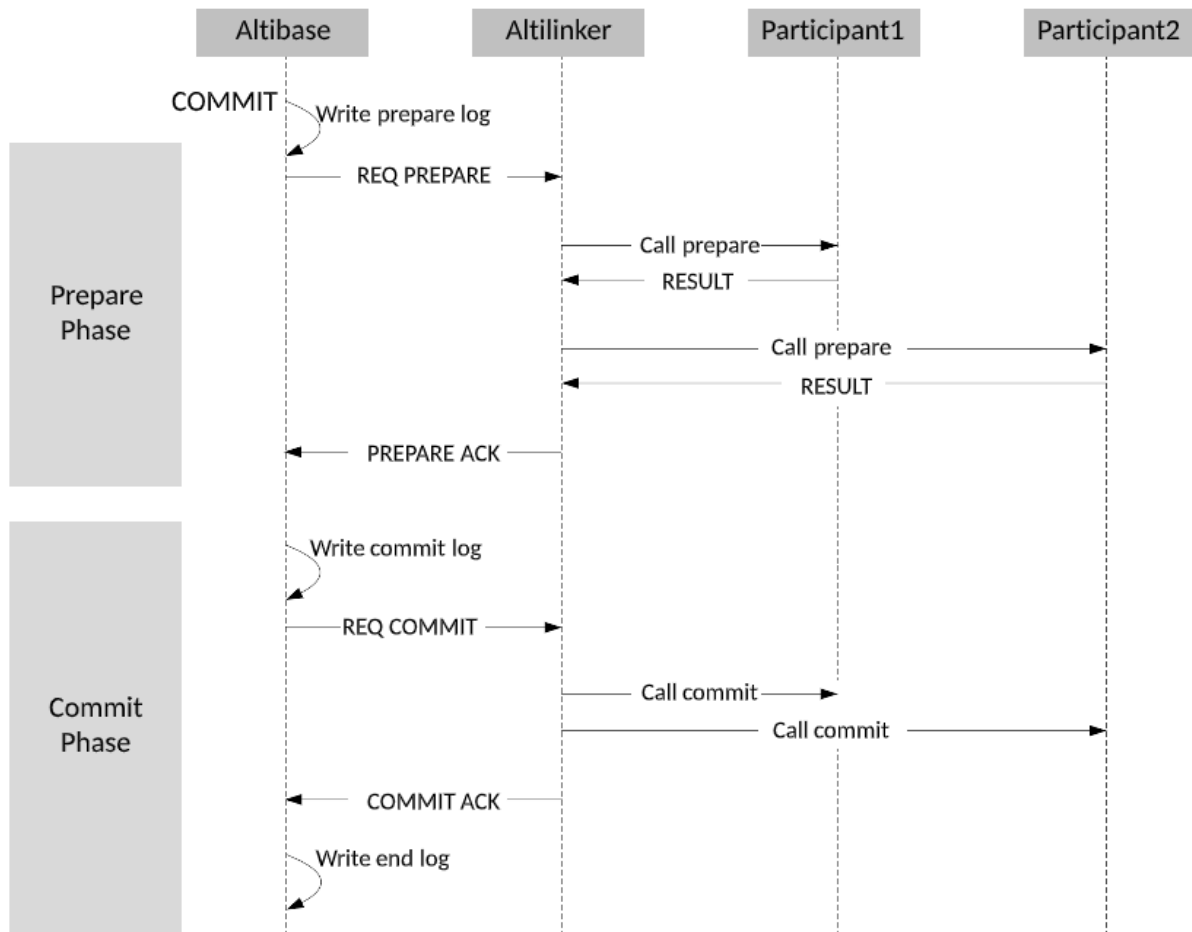 Altibase
Altilinker
Participant1
Participant2
COMMIT
Write prepare log
REQ PREPARE
Call prepare
RESULT
Prepare
Phase
Call prepare
RESULT
PREPARE ACK
Write commit log
REQ COMMIT
Call commit
Commit
Phase
Call commit
COMMIT ACK
Write end log